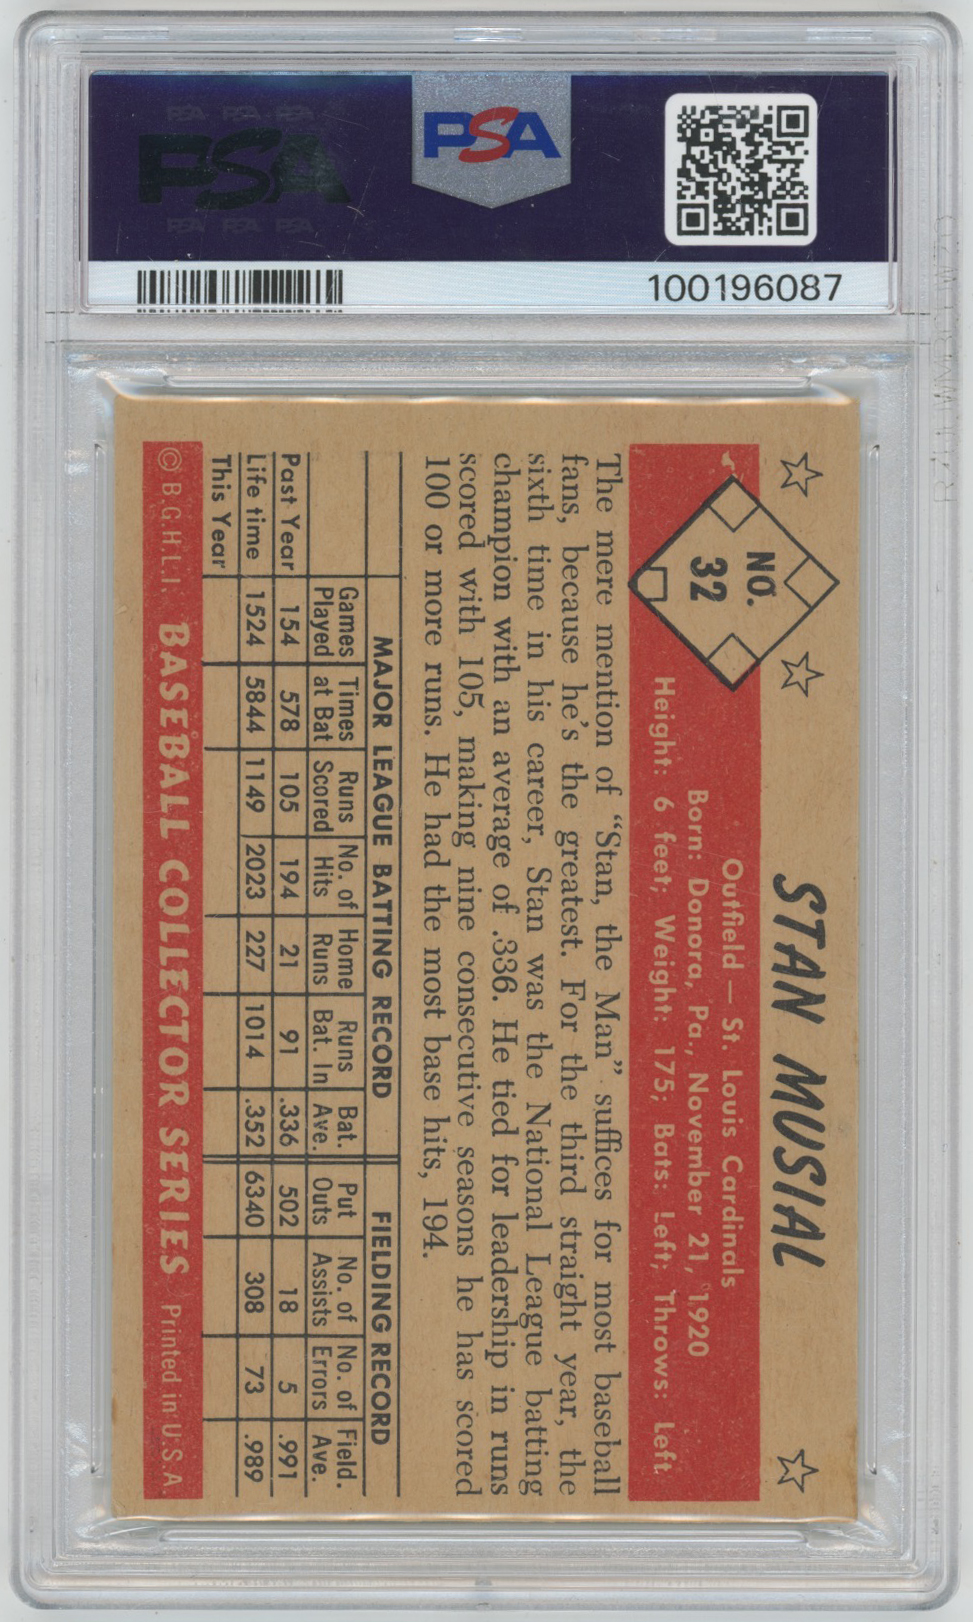 PSA PSA PSA
PSA
PSA PSA PSA
PSA
100196087
NO.
32
STAN MUSIAL
Outfield — St. Louis Cardinals
Born: Donora, Pa., November 21, 1920
Height: 6 feet; Weight: 175; Bats: Left; Throws: Left
The mere mention of “Stan, the Man” suffices for most baseball
fans, because he’s the greatest. For the third straight year, the
sixth time in his career, Stan was the National League batting
champion with an average of .336. He tied for leadership in runs
scored with 105, making nine consecutive seasons he has scored
100 or more runs. He had the most base hits, 194.
MAJOR LEAGUE BATTING RECORD FIELDING RECORD
Games Times Runs No. of Home Runs Bat. Put No. of No. of Field.
Played at Bat Scored Hits Runs Bat. In Ave. Outs Assists Errors Ave.
Past Year 154 578 105 194 21 91 .336 502 18 5 .991
Life time 1524 5844 1149 2023 227 1014 .352 6340 308 73 .989
This Year
© B.G.H.L.I. BASEBALL COLLECTOR SERIES Printed in U.S.A.